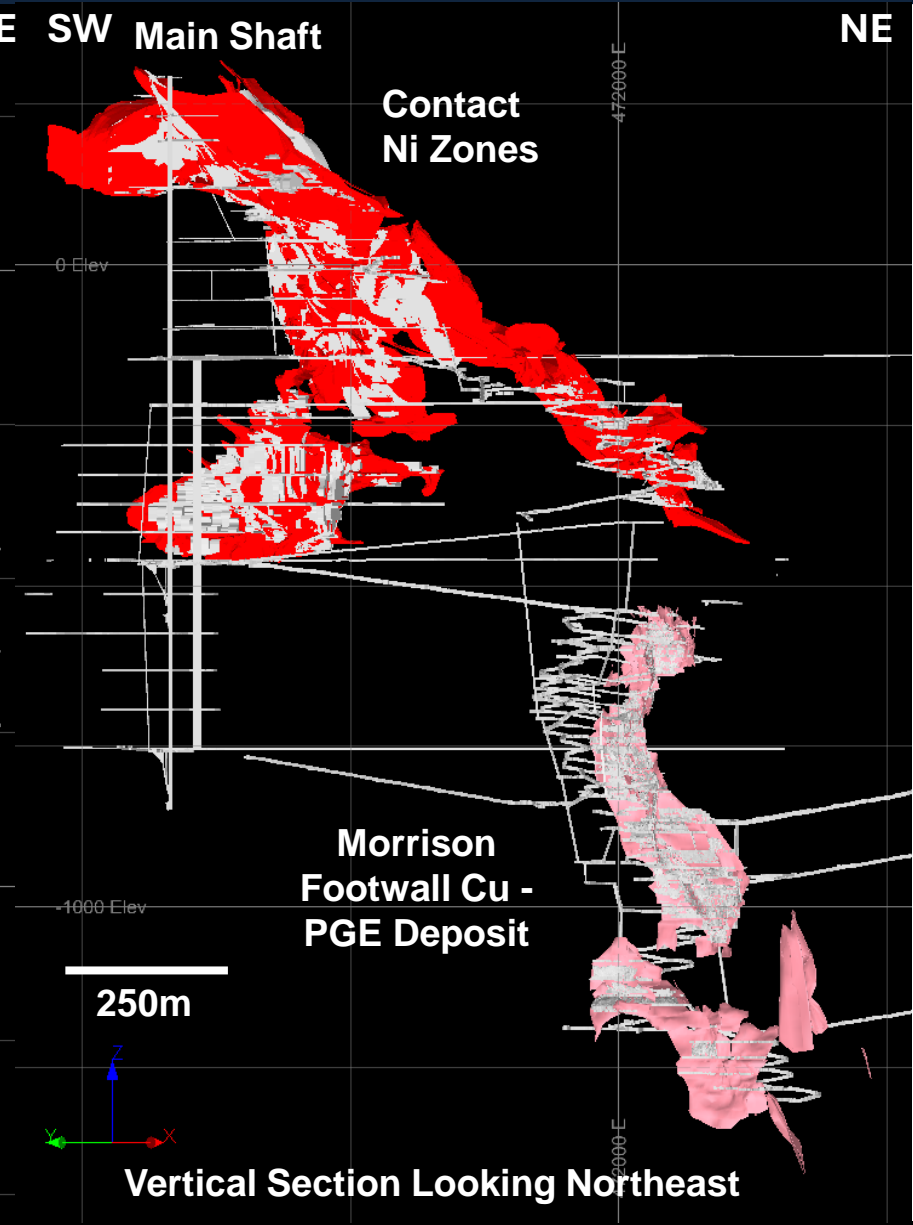 E SW Main Shaft NE
472000 E
Contact
Ni Zones
0 Elev
Morrison
Footwall Cu -
PGE Deposit
-1000 Elev
250m
Z
Y X
2000 E
Vertical Section Looking Northeast